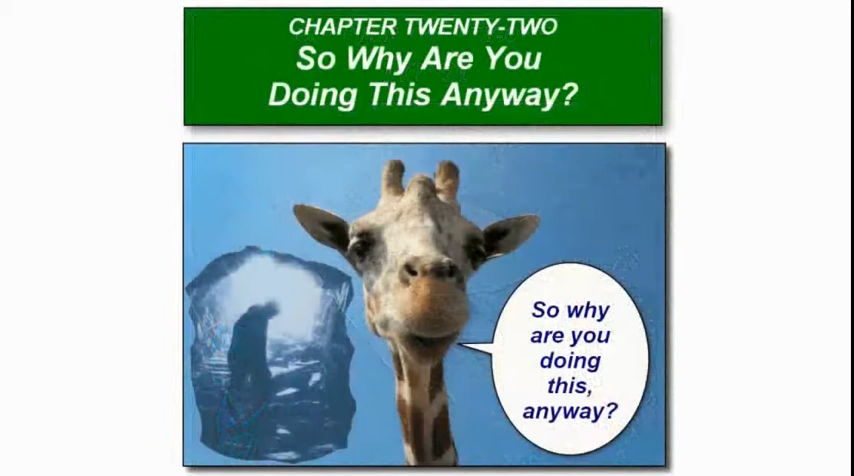 CHAPTER TWENTY-TWO
So Why Are You
Doing This Anyway?
So why
are you
doing
this,
anyway?